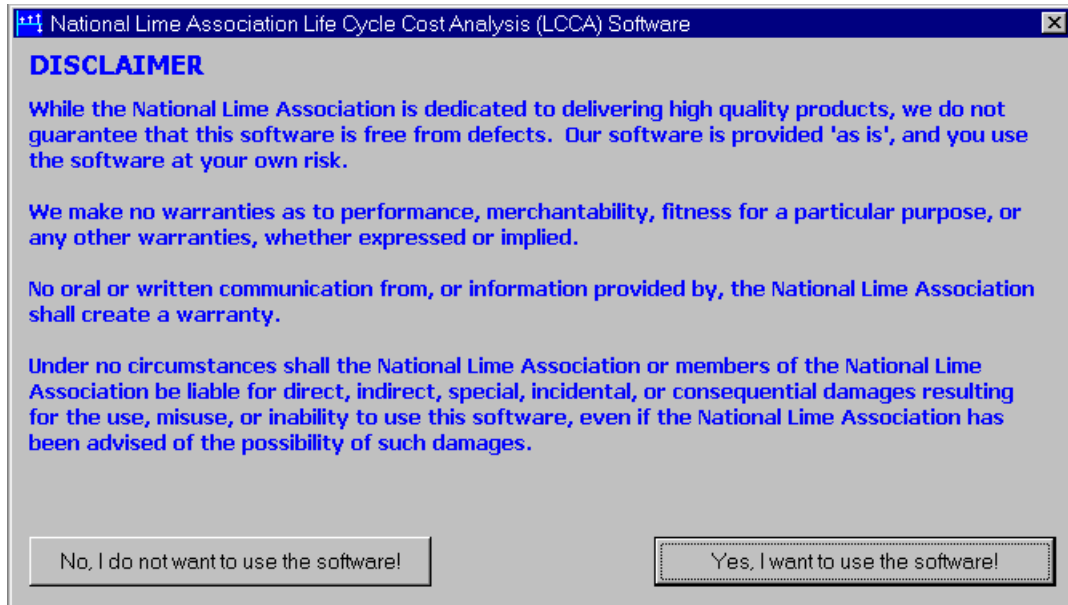 National Lime Association Life Cycle Cost Analysis (LCCA) Software
DISCLAIMER
While the National Lime Association is dedicated to delivering high quality products, we do not
guarantee that this software is free from defects.  Our software is provided 'as is', and you use
the software at your own risk.
We make no warranties as to performance, merchantability, fitness for a particular purpose, or
any other warranties, whether expressed or implied.
No oral or written communication from, or information provided by, the National Lime Association
shall create a warranty.
Under no circumstances shall the National Lime Association or members of the National Lime
Association be liable for direct, indirect, special, incidental, or consequential damages resulting
for the use, misuse, or inability to use this software, even if the National Lime Association has
been advised of the possibility of such damages.
No, I do not want to use the software!
Yes, I want to use the software!